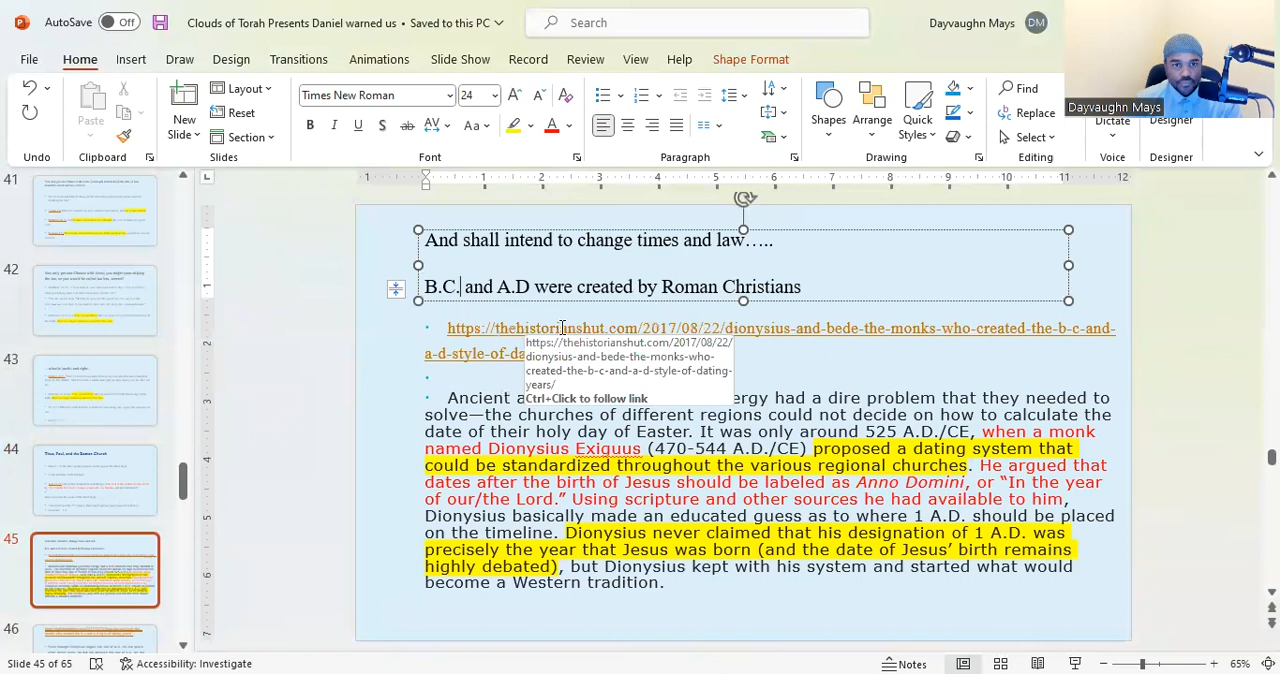 AutoSave Off Clouds of Torah Presents Daniel warned us • Saved to this PC Search Dayvaughn Mays DM
File Home Insert Draw Design Transitions Animations Slide Show Record Review View Help Shape Format
Dayvaughn Mays
Paste New Slide Layout Reset Section Times New Roman 24 Shapes Arrange Quick Styles Find Replace Select Dictate Designer
Undo Clipboard Slides Font Paragraph Drawing Editing Voice Designer
41
42
43
44
45
46
And shall intend to change times and law…..
B.C. and A.D were created by Roman Christians
https://thehistorianshut.com/2017/08/22/dionysius-and-bede-the-monks-who-created-the-b-c-and-
a-d-style-of-da
https://thehistorianshut.com/2017/08/22/
dionysius-and-bede-the-monks-who-
created-the-b-c-and-a-d-style-of-dating-
years/
Ctrl+Click to follow link
Ancient a ergy had a dire problem that they needed to
solve—the churches of different regions could not decide on how to calculate the
date of their holy day of Easter. It was only around 525 A.D./CE, when a monk
named Dionysius Exiguus (470-544 A.D./CE) proposed a dating system that
could be standardized throughout the various regional churches. He argued that
dates after the birth of Jesus should be labeled as Anno Domini, or “In the year
of our/the Lord.” Using scripture and other sources he had available to him,
Dionysius basically made an educated guess as to where 1 A.D. should be placed
on the timeline. Dionysius never claimed that his designation of 1 A.D. was
precisely the year that Jesus was born (and the date of Jesus’ birth remains
highly debated), but Dionysius kept with his system and started what would
become a Western tradition.
Slide 45 of 65 Accessibility: Investigate Notes 65%